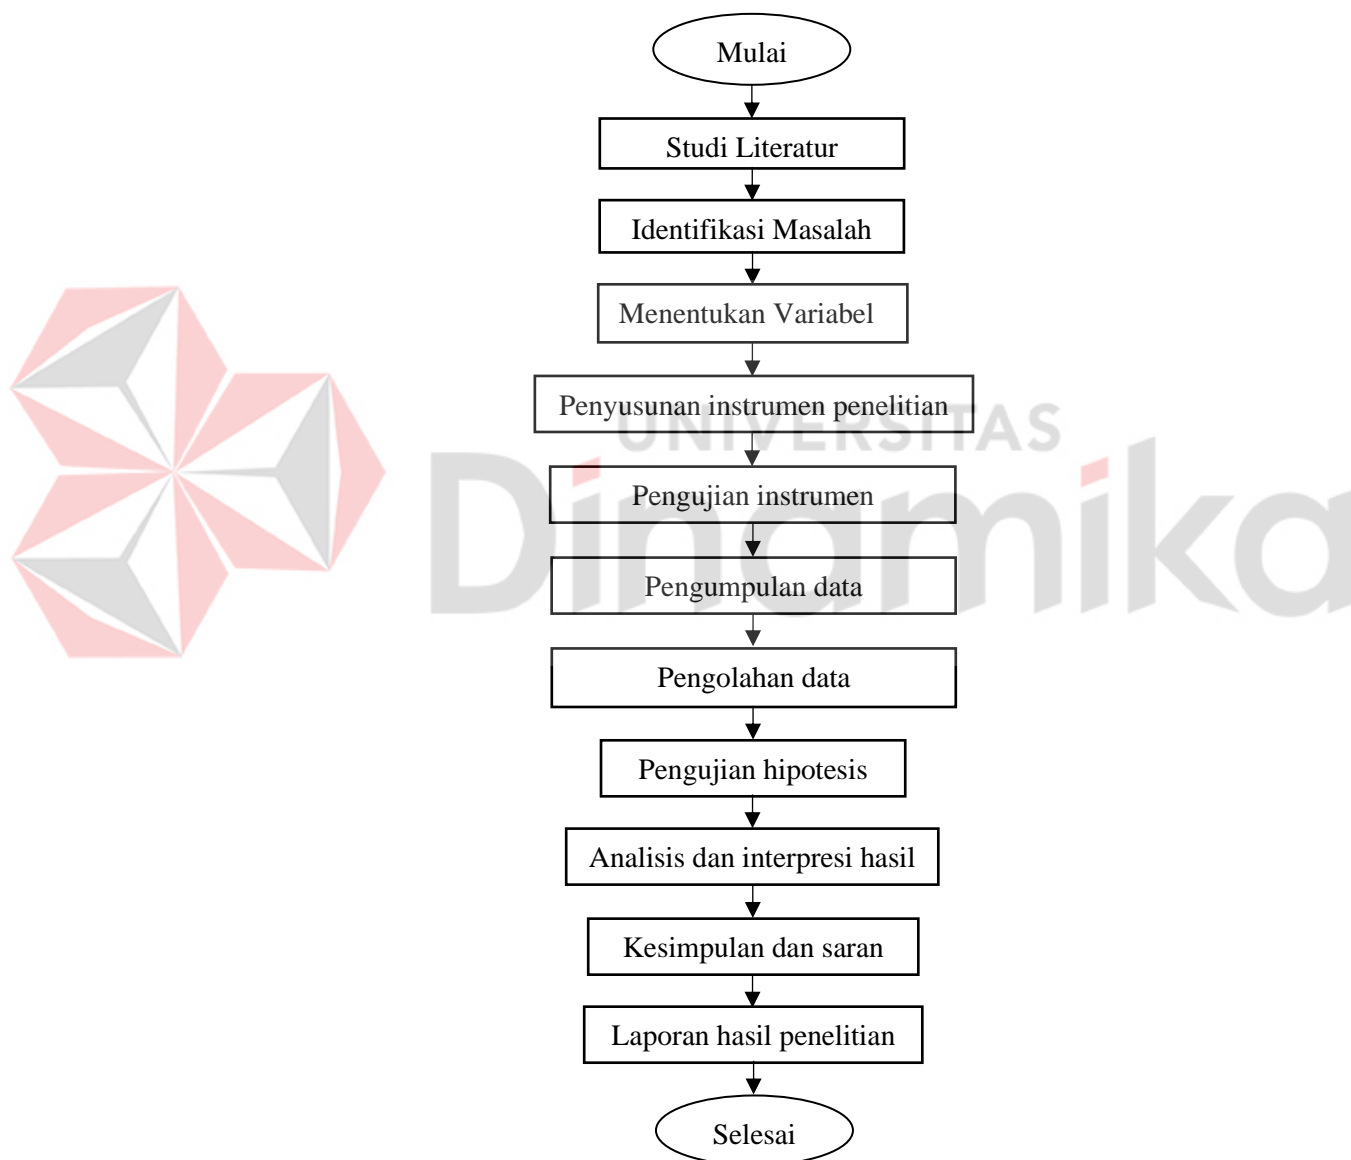 Mulai
Studi Literatur
Identifikasi Masalah
Menentukan Variabel
Penyusunan instrumen penelitian
UNIVERSITAS
Dinamika
Pengujian instrumen
Pengumpulan data
Pengolahan data
Pengujian hipotesis
Analisis dan interpresi hasil
Kesimpulan dan saran
Laporan hasil penelitian
Selesai